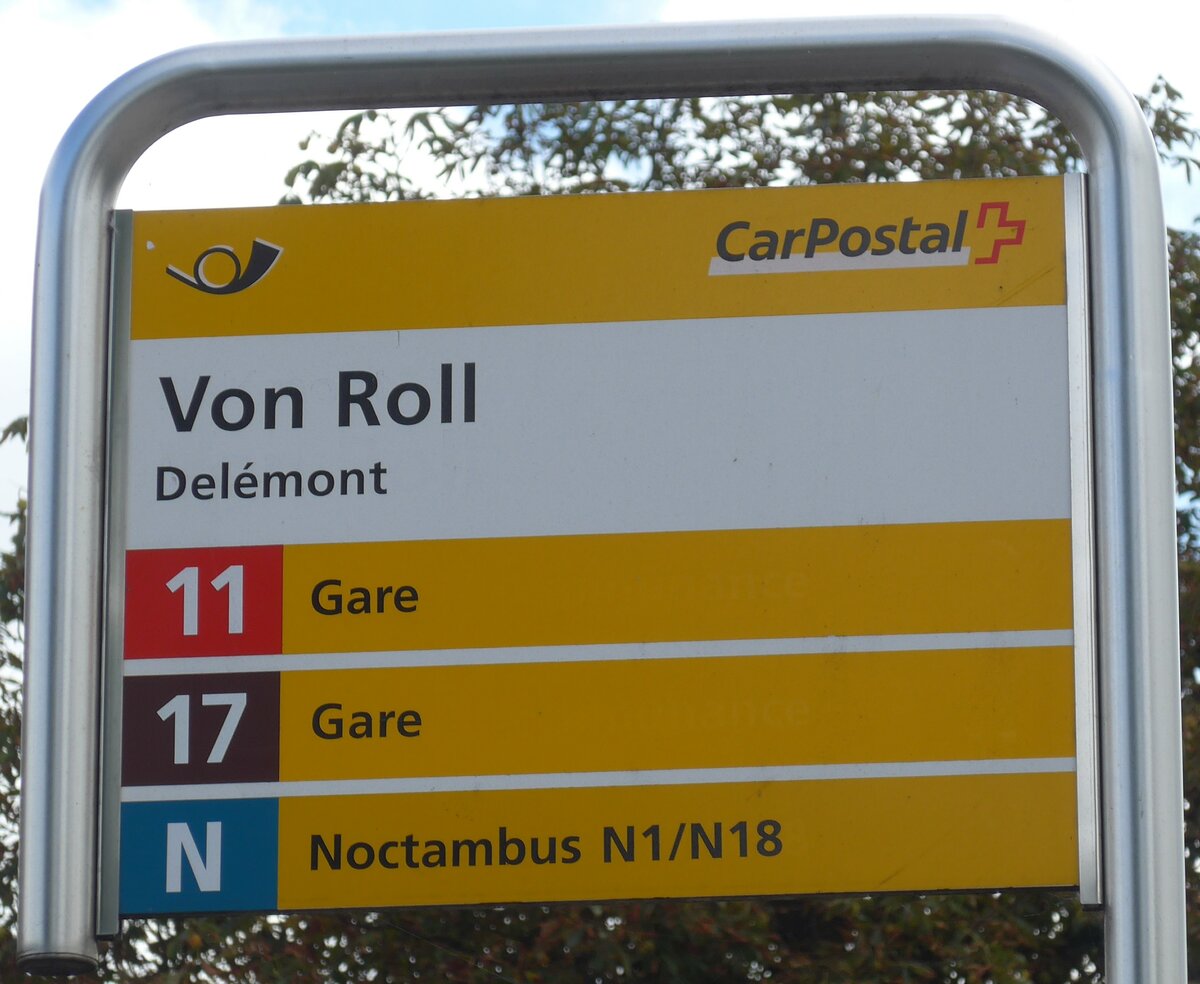 CarPostal
Von Roll
Delémont
11 Gare
17 Gare
N Noctambus N1/N18